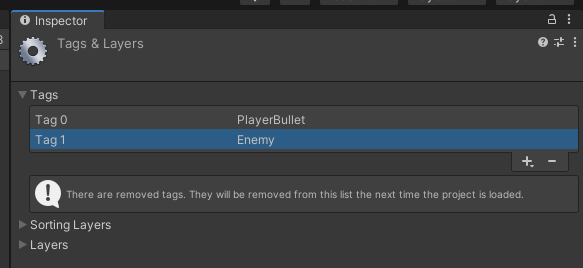 Inspector
Tags & Layers
Tags
Tag 0 PlayerBullet
Tag 1 Enemy
There are removed tags. They will be removed from this list the next time the project is loaded.
Sorting Layers
Layers